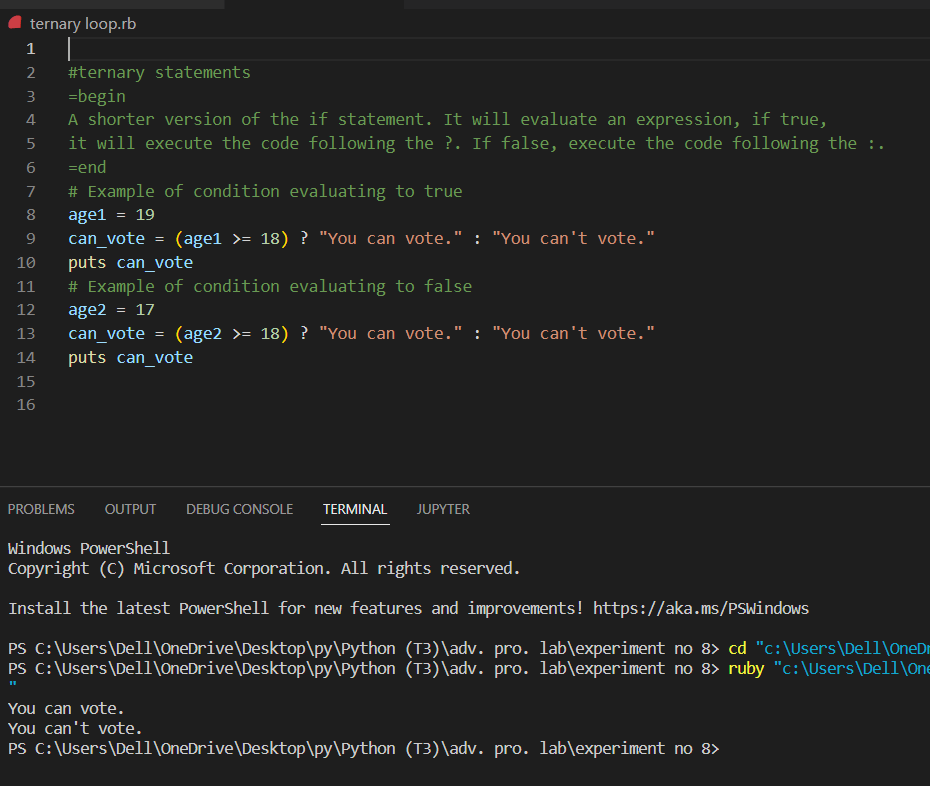 ternary loop.rb
1
2 #ternary statements
3 =begin
4 A shorter version of the if statement. It will evaluate an expression, if true,
5 it will execute the code following the ?. If false, execute the code following the :.
6 =end
7 # Example of condition evaluating to true
8 age1 = 19
9 can_vote = (age1 >= 18) ? "You can vote." : "You can't vote."
10 puts can_vote
11 # Example of condition evaluating to false
12 age2 = 17
13 can_vote = (age2 >= 18) ? "You can vote." : "You can't vote."
14 puts can_vote
15
16
PROBLEMS OUTPUT DEBUG CONSOLE TERMINAL JUPYTER
Windows PowerShell
Copyright (C) Microsoft Corporation. All rights reserved.
Install the latest PowerShell for new features and improvements! https://aka.ms/PSWindows
PS C:\Users\Dell\OneDrive\Desktop\py\Python (T3)\adv. pro. lab\experiment no 8> cd "c:\Users\Dell\OneDr
PS C:\Users\Dell\OneDrive\Desktop\py\Python (T3)\adv. pro. lab\experiment no 8> ruby "c:\Users\Dell\One
"
You can vote.
You can't vote.
PS C:\Users\Dell\OneDrive\Desktop\py\Python (T3)\adv. pro. lab\experiment no 8>